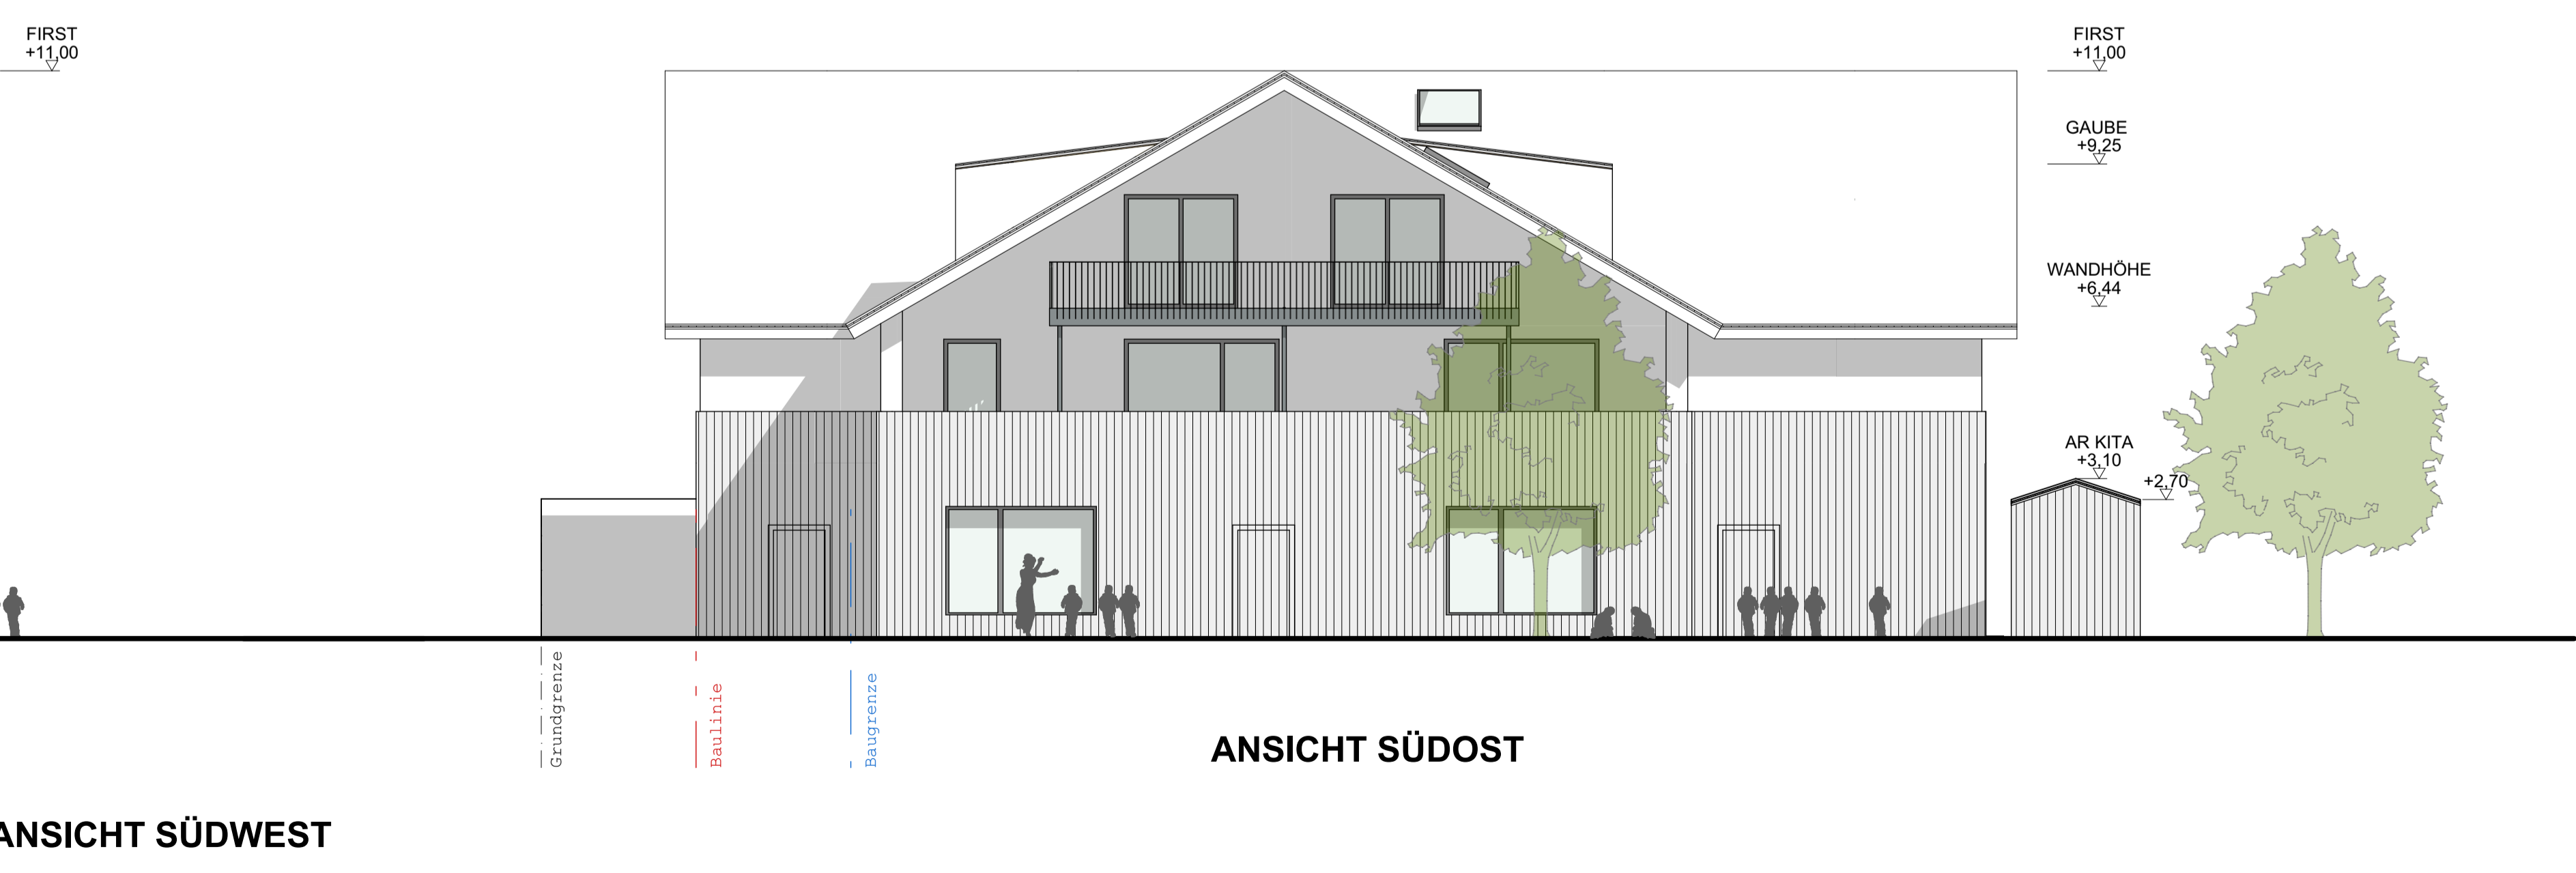 FIRST
+11,00
FIRST
+11,00
GAUBE
+9,25
WANDHÖHE
+6,44
AR KITA
+3,10
+2,70
Grundgrenze
Baulinie
Baugrenze
ANSICHT SÜDOST
ANSICHT SÜDWEST